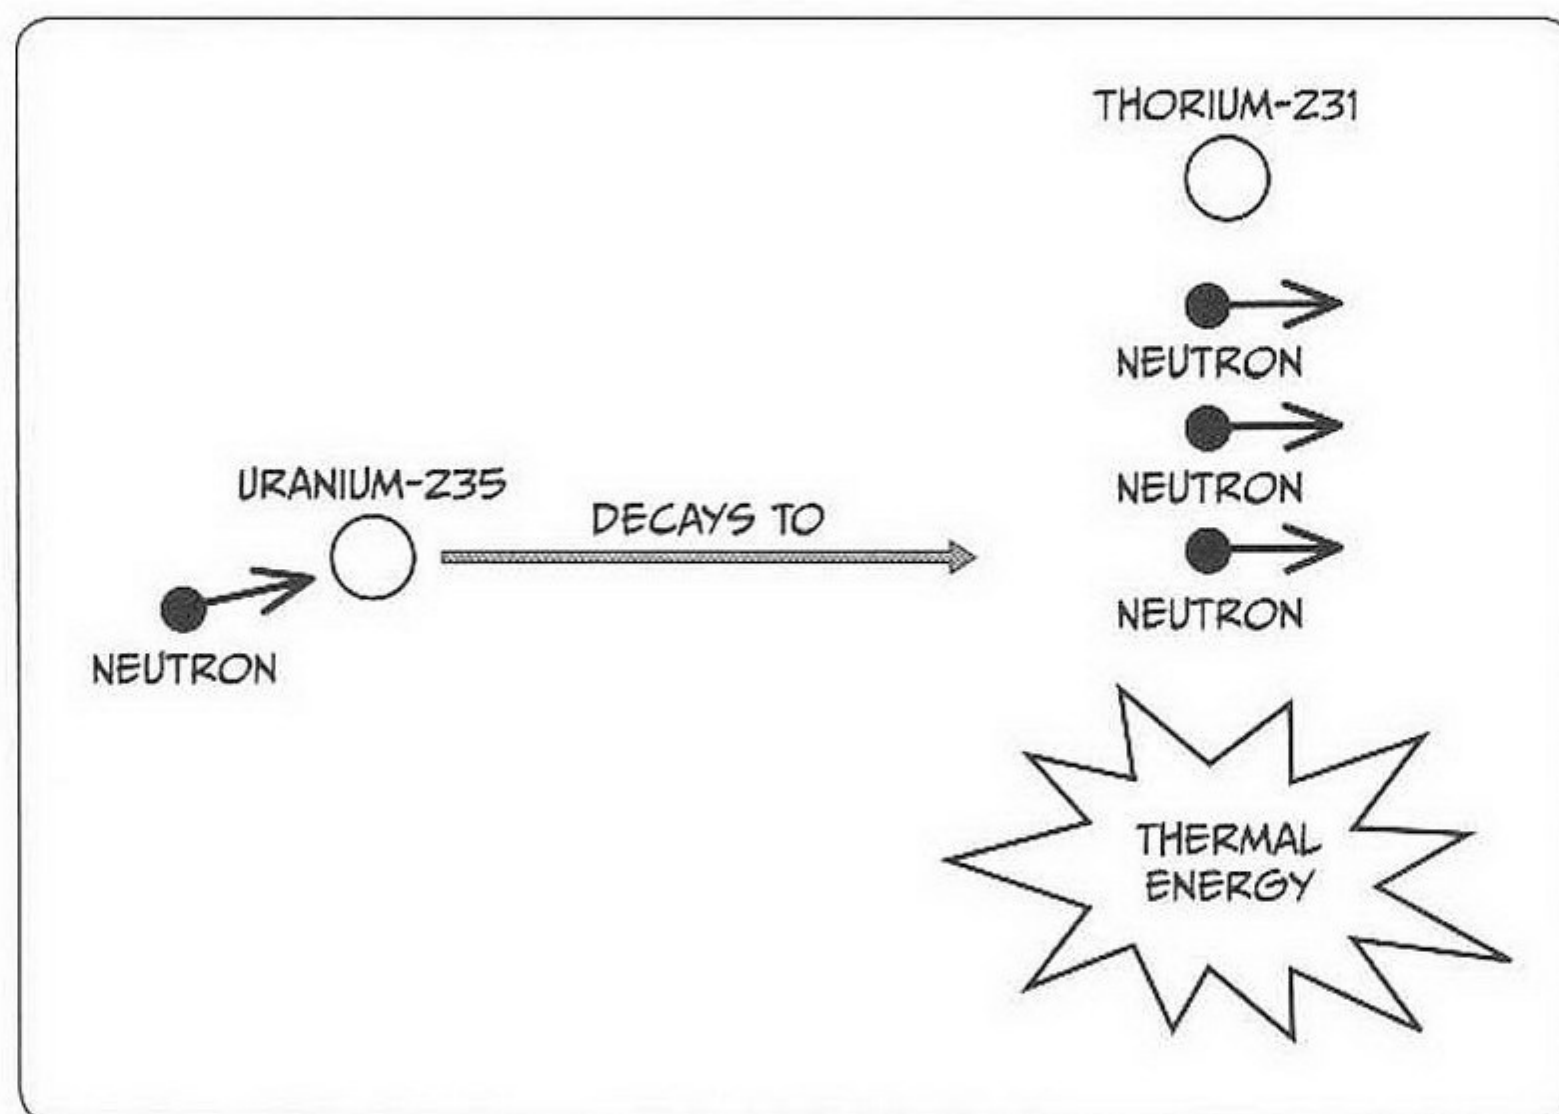 THORIUM-231
NEUTRON
NEUTRON
URANIUM-235
DECAYS TO
NEUTRON
NEUTRON
THERMAL
ENERGY